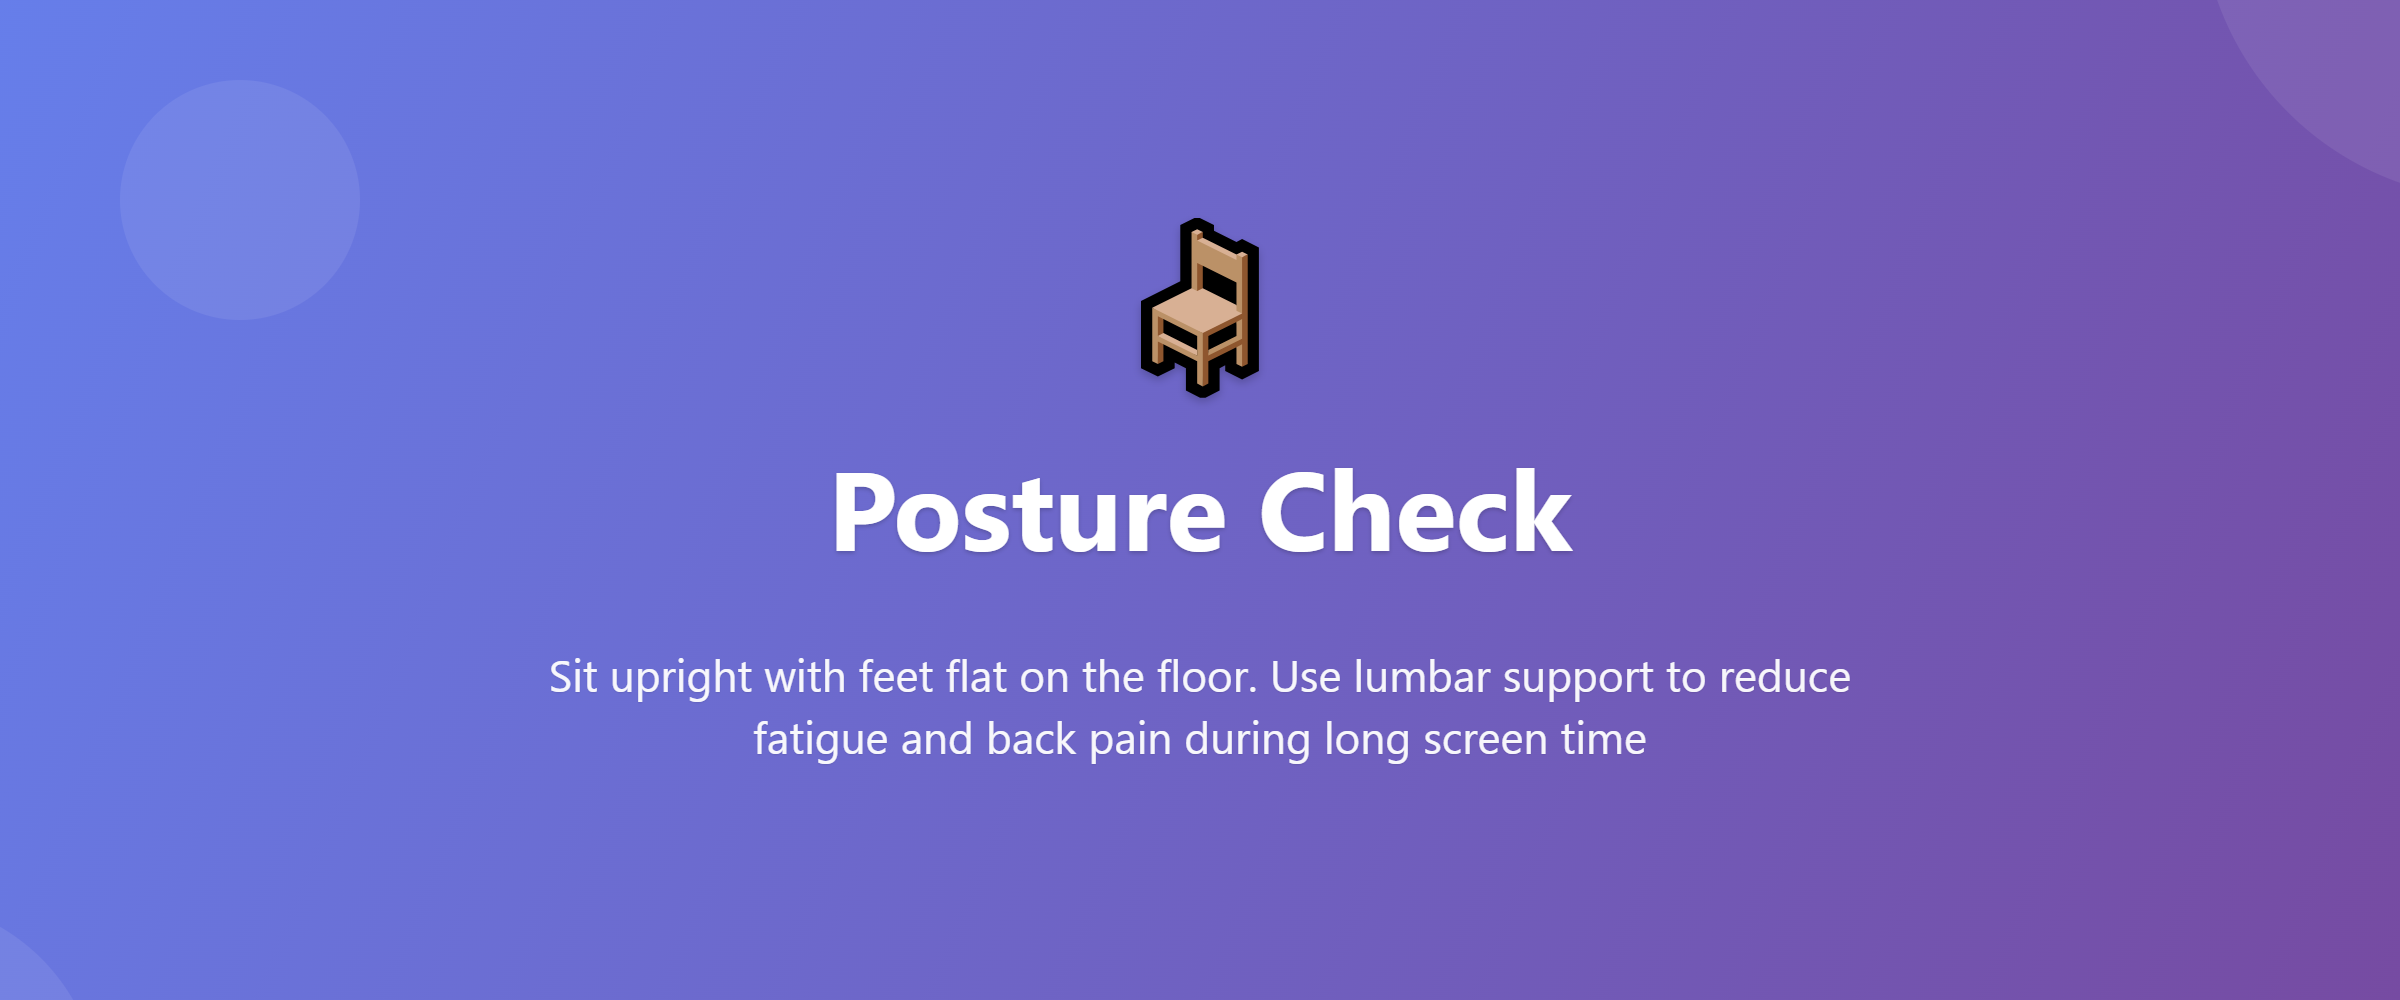 Posture Check
Sit upright with feet flat on the floor. Use lumbar support to reduce
fatigue and back pain during long screen time